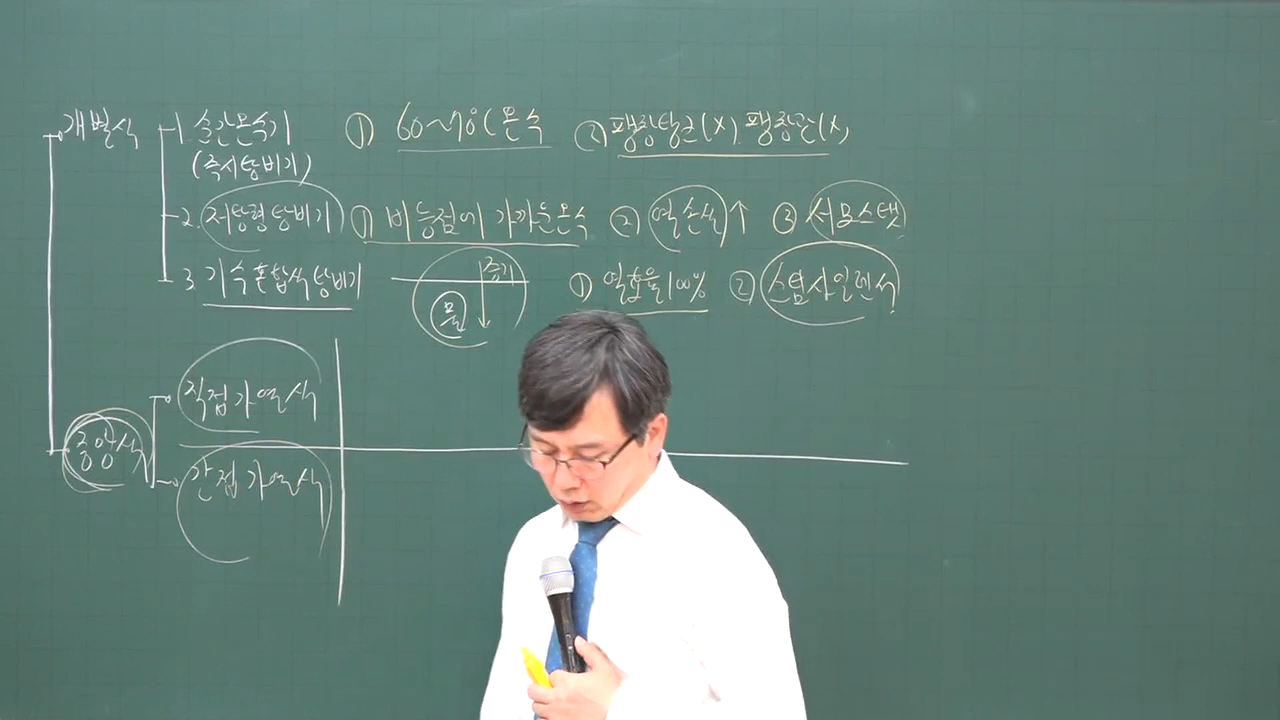 개별식 1 순간온수기 ① 60~70℃ 온수 ② 팽창탱크(X) 팽창관(X)
(즉시탕비기)
2. 저탕형탕비기 ① 비등점에 가까운 온수 ② 열손실↑ ③ 서모스탯
3 기수혼합식탕비기 증기 물 ① 열효율100% ② 스팀사일렌서
직접가열식
중앙식
간접가열식